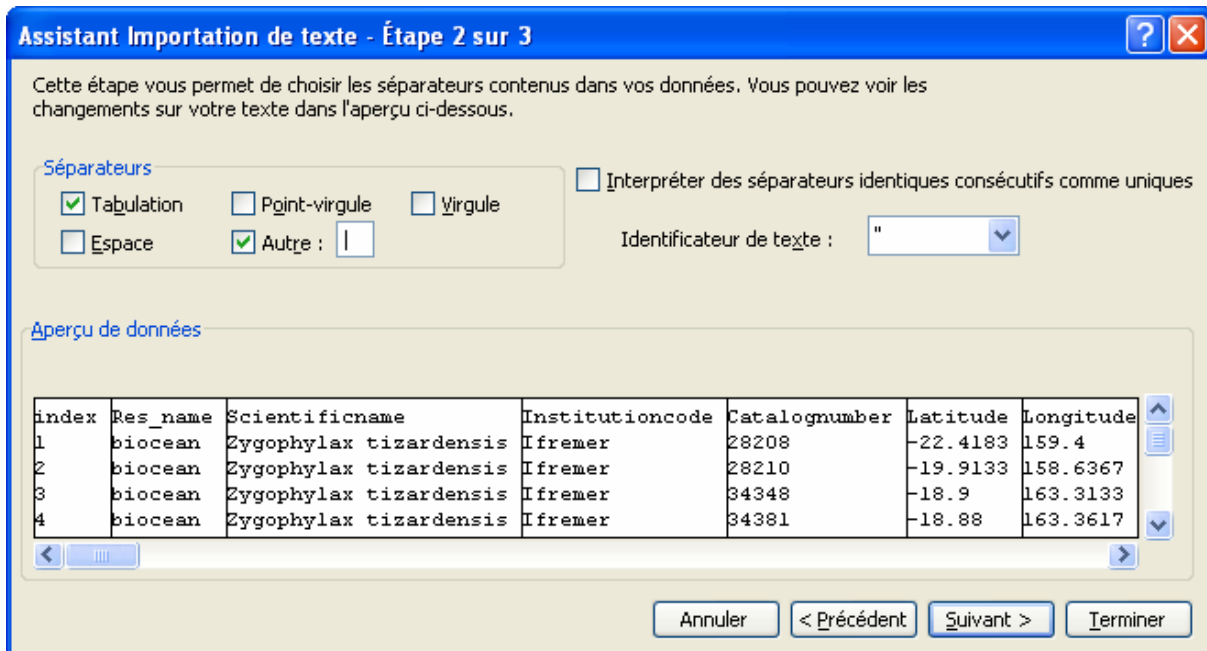 Assistant Importation de texte - Étape 2 sur 3
Cette étape vous permet de choisir les séparateurs contenus dans vos données. Vous pouvez voir les
changements sur votre texte dans l'aperçu ci-dessous.
Séparateurs
Tabulation Point-virgule Virgule
Espace Autre : |
Interpréter des séparateurs identiques consécutifs comme uniques
Identificateur de texte : "
Aperçu de données
index Res_name Scientificname Institutioncode Catalognumber Latitude Longitude
1 biocean Zygophylax tizardensis Ifremer 28208 -22.4183 159.4
2 biocean Zygophylax tizardensis Ifremer 28210 -19.9133 158.6367
3 biocean Zygophylax tizardensis Ifremer 34348 -18.9 163.3133
4 biocean Zygophylax tizardensis Ifremer 34381 -18.88 163.3617
Annuler < Précédent Suivant > Terminer